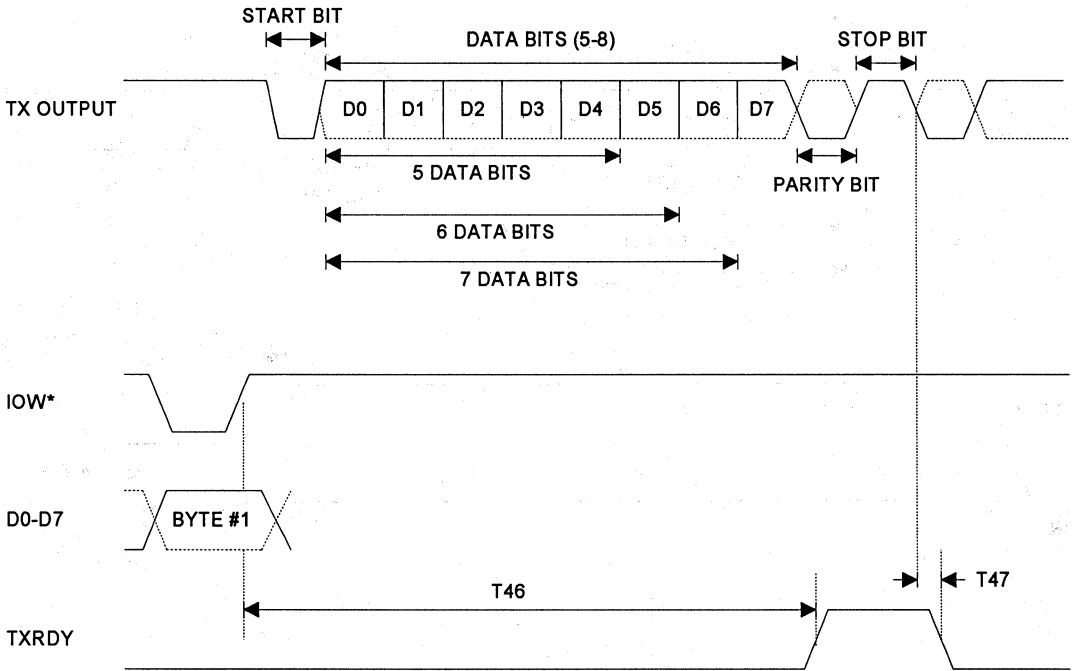 START BIT
DATA BITS (5-8)
STOP BIT
TX OUTPUT
D0 D1 D2 D3 D4 D5 D6 D7
5 DATA BITS
PARITY BIT
6 DATA BITS
7 DATA BITS
IOW*
D0-D7
BYTE #1
T46
T47
TXRDY